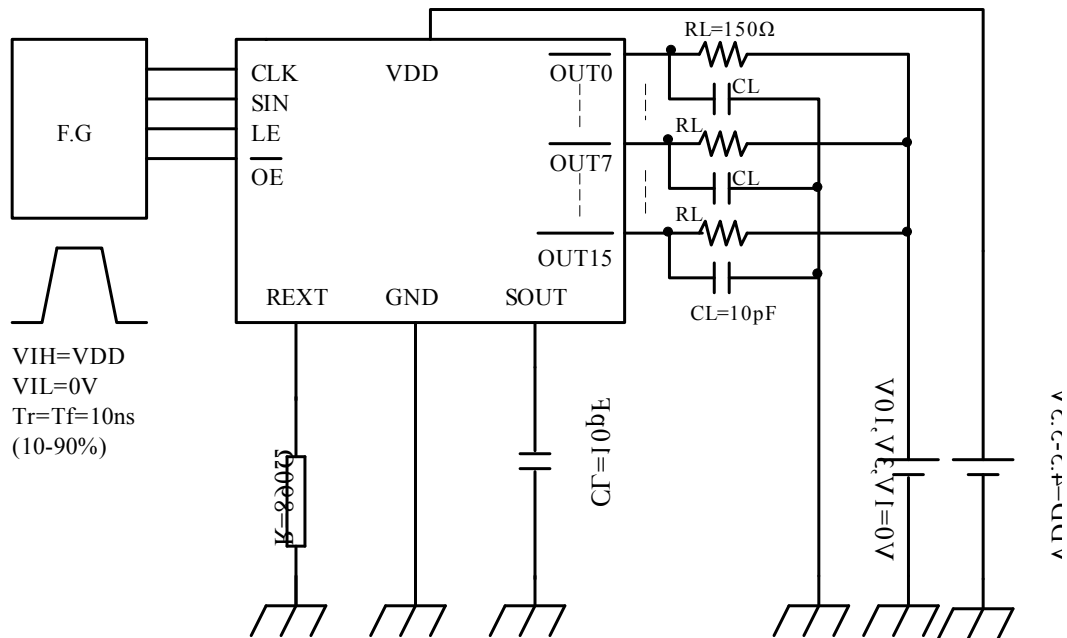 RL=150Ω
CLK
VDD
OUT0
CL
SIN
F.G
LE
RL
OUT7
OE
CL
RL
OUT15
REXT
GND
SOUT
CL=10pF
VIH=VDD
VIL=0V
Tr=Tf=10ns
(10-90%)
CL=10pF
V0=1V,3V,10V